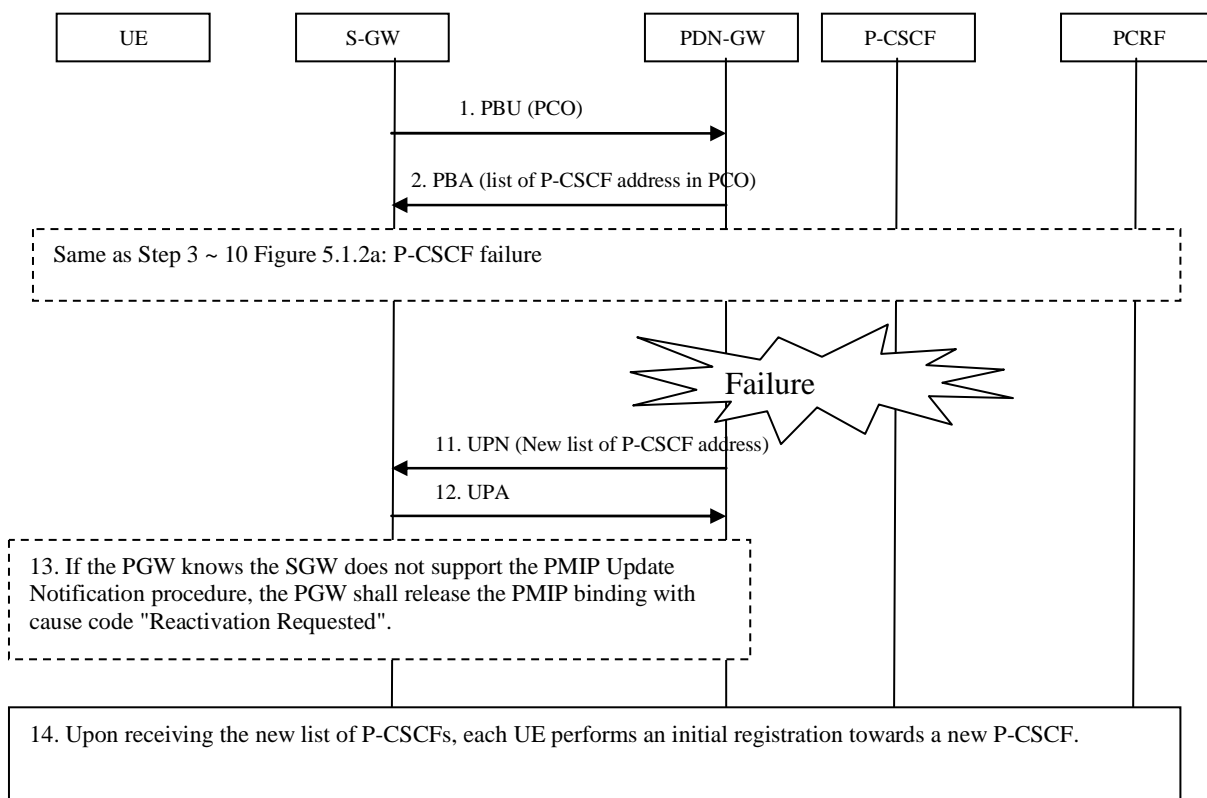 UE
S-GW
PDN-GW
P-CSCF
PCRF
1. PBU (PCO)
2. PBA (list of P-CSCF address in PCO)
Same as Step 3 ~ 10 Figure 5.1.2a: P-CSCF failure
Failure
11. UPN (New list of P-CSCF address)
12. UPA
13. If the PGW knows the SGW does not support the PMIP Update
Notification procedure, the PGW shall release the PMIP binding with
cause code "Reactivation Requested".
14. Upon receiving the new list of P-CSCFs, each UE performs an initial registration towards a new P-CSCF.